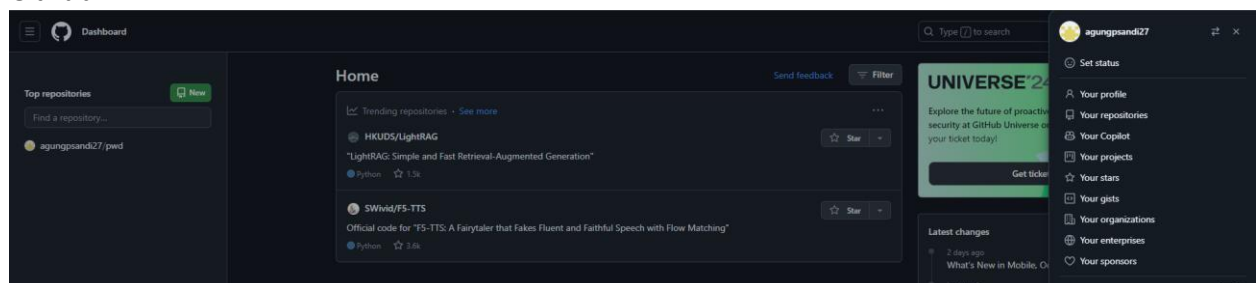 Dashboard
Type / to search
Top repositories
New
Find a repository...
agungpsandi27/pwd
Home
Send feedback
Filter
Trending repositories • See more
HKUDS/LightRAG
Star
"LightRAG: Simple and Fast Retrieval-Augmented Generation"
Python 1.5k
SWivid/F5-TTS
Star
Official code for "F5-TTS: A Fairytaler that Fakes Fluent and Faithful Speech with Flow Matching"
Python 3.6k
UNIVERSE'24
Explore the future of proactiv
security at GitHub Universe o
your ticket today!
Get ticke
Latest changes
2 days ago
What's New in Mobile, O
agungpsandi27
Set status
Your profile
Your repositories
Your Copilot
Your projects
Your stars
Your gists
Your organizations
Your enterprises
Your sponsors